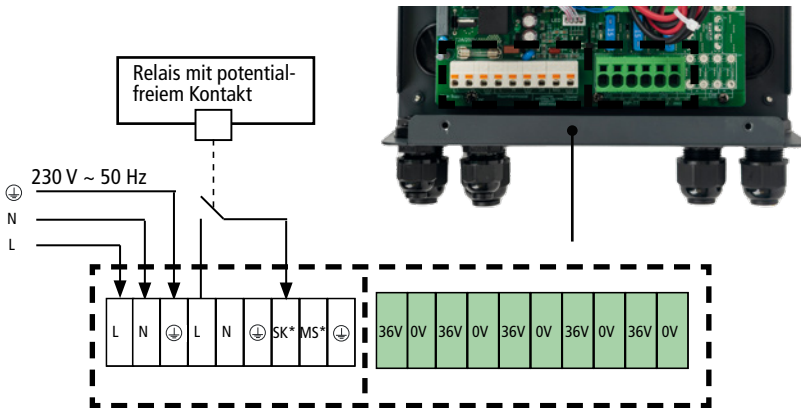 Relais mit potential-
freiem Kontakt
230 V ~ 50 Hz
N
L
L N L N SK* MS*
36V 0V 36V 0V 36V 0V 36V 0V 36V 0V